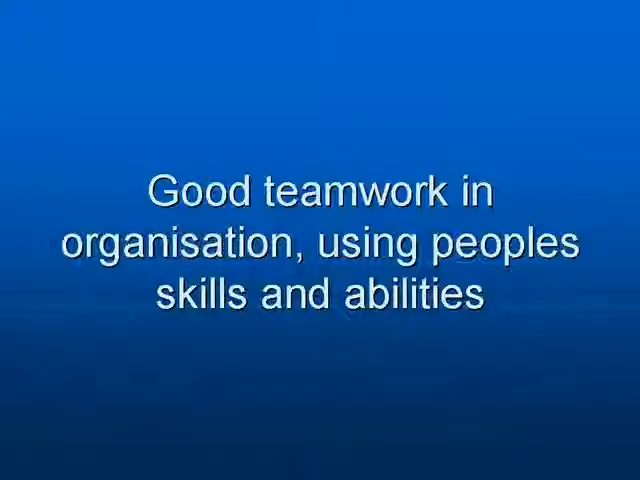 Good teamwork in
organisation, using peoples
skills and abilities